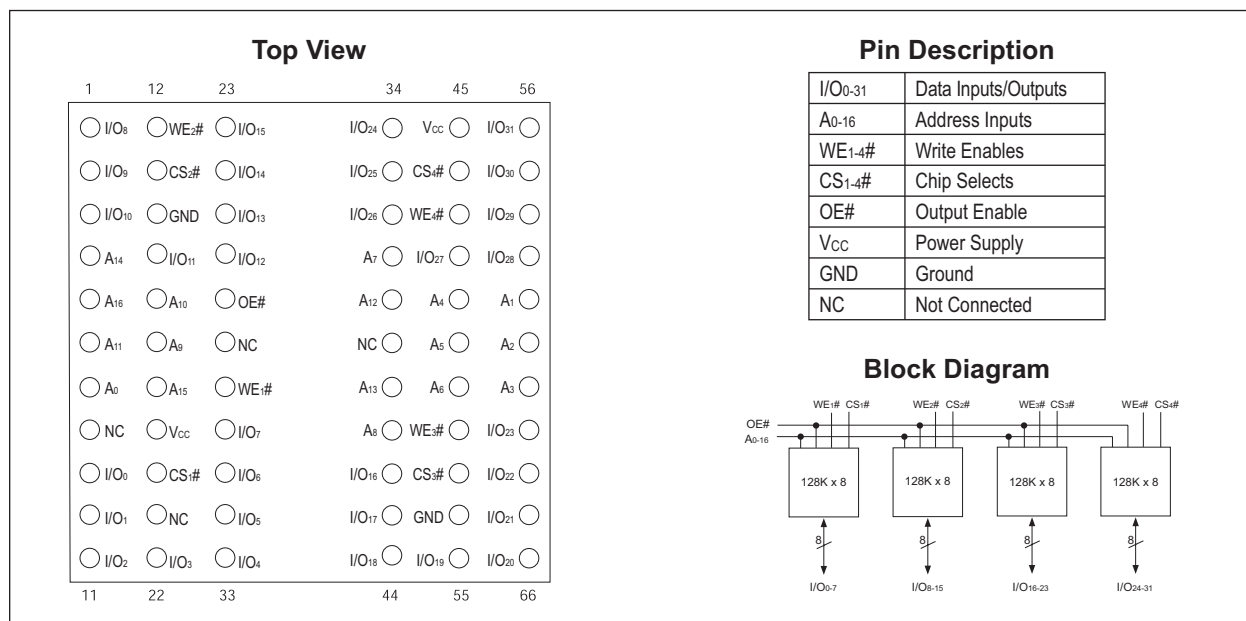 Top View
1 12 23 34 45 56
I/O8 WE2# I/O15 I/O24 VCC I/O31
I/O9 CS2# I/O14 I/O25 CS4# I/O30
I/O10 GND I/O13 I/O26 WE4# I/O29
A14 I/O11 I/O12 A7 I/O27 I/O28
A16 A10 OE# A12 A4 A1
A11 A9 NC NC A5 A2
A0 A15 WE1# A13 A6 A3
NC VCC I/O7 A8 WE3# I/O23
I/O0 CS1# I/O6 I/O16 CS3# I/O22
I/O1 NC I/O5 I/O17 GND I/O21
I/O2 I/O3 I/O4 I/O18 I/O19 I/O20
11 22 33 44 55 66
Pin Description
I/O0-31 Data Inputs/Outputs
A0-16 Address Inputs
WE1-4# Write Enables
CS1-4# Chip Selects
OE# Output Enable
VCC Power Supply
GND Ground
NC Not Connected
Block Diagram
WE1# CS1# WE2# CS2# WE3# CS3# WE4# CS4#
OE#
A0-16
128K x 8 128K x 8 128K x 8 128K x 8
8 8 8 8
I/O0-7 I/O8-15 I/O16-23 I/O24-31